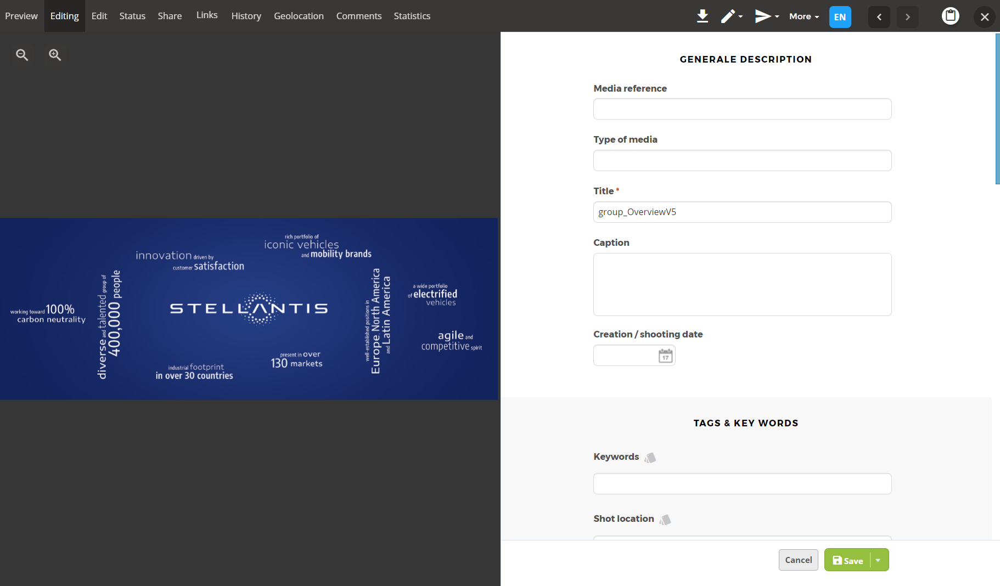 Preview Editing Edit Status Share Links History Geolocation Comments Statistics More EN
GENERALE DESCRIPTION
Media reference
Type of media
Title *
group_OverviewV5
Caption
Creation / shooting date
17
TAGS & KEY WORDS
Keywords
Shot location
Cancel
Save
rich portfolio of
iconic vehicles
and mobility brands
innovation driven by
customer satisfaction
working toward 100%
carbon neutrality
diverse and talented group of
400,000 people
STELLANTIS
well-established positions in
Europe, North America
and Latin America
a wide portfolio
of electrified
vehicles
agile and
competitive spirit
present in over
130 markets
industrial footprint
in over 30 countries